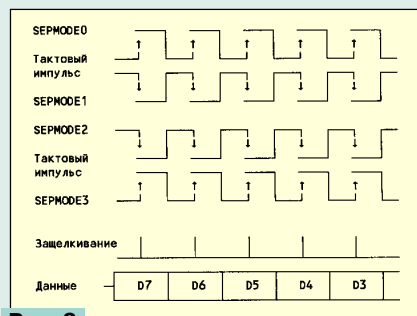 SEPMODE0
Тактовый
импульс
SEPMODE1
SEPMODE2
Тактовый
импульс
SEPMODE3
Защелкивание
Данные D7 D6 D5 D4 D3